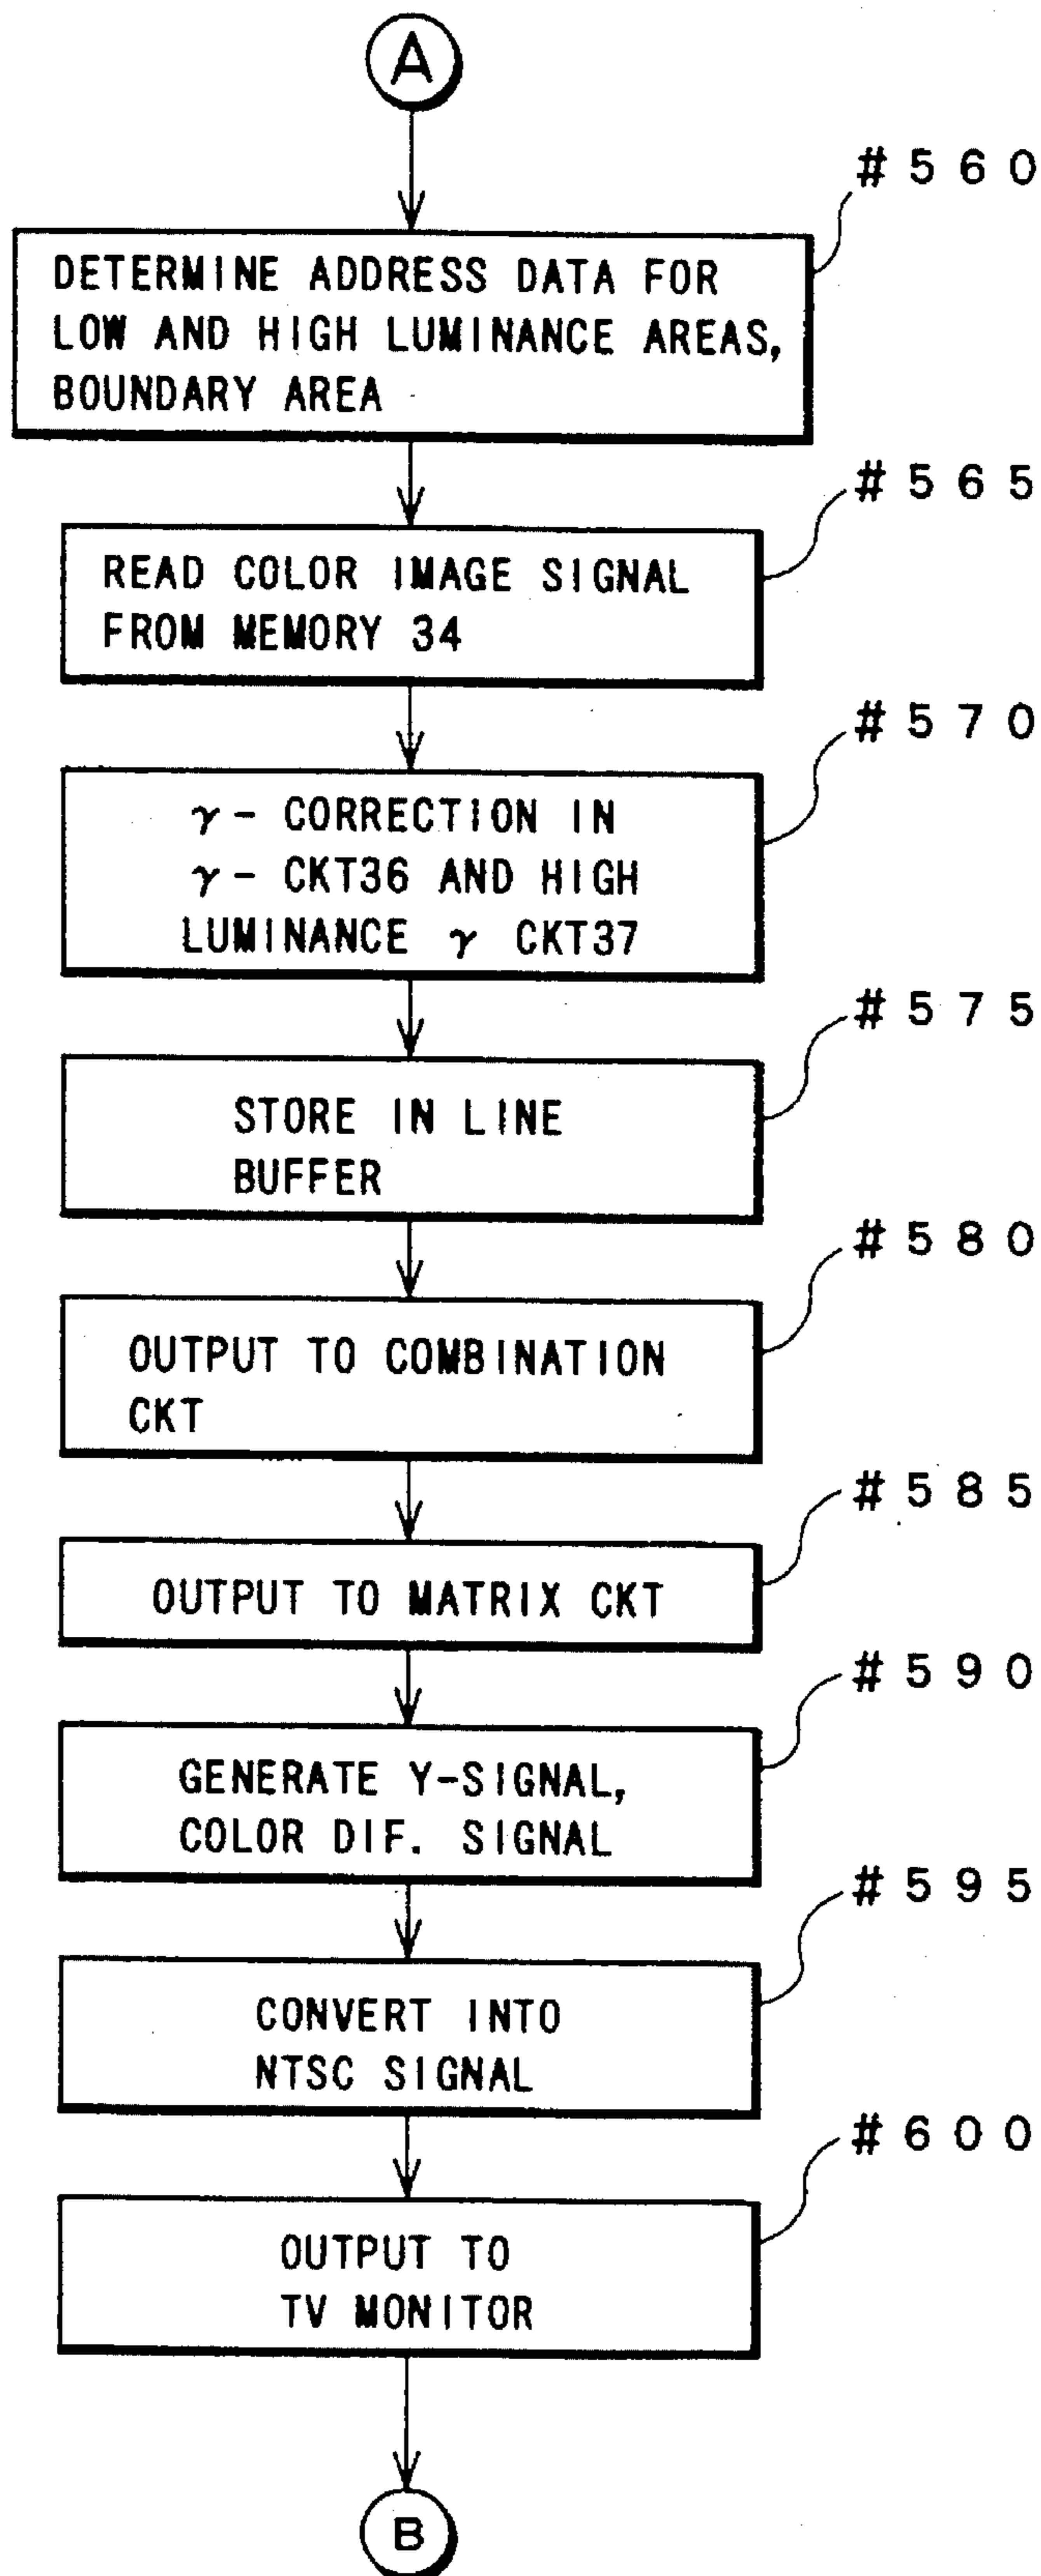 A
#560
DETERMINE ADDRESS DATA FOR
LOW AND HIGH LUMINANCE AREAS,
BOUNDARY AREA
#565
READ COLOR IMAGE SIGNAL
FROM MEMORY 34
#570
γ- CORRECTION IN
γ- CKT36 AND HIGH
LUMINANCE γ CKT37
#575
STORE IN LINE
BUFFER
#580
OUTPUT TO COMBINATION
CKT
#585
OUTPUT TO MATRIX CKT
#590
GENERATE Y-SIGNAL,
COLOR DIF. SIGNAL
#595
CONVERT INTO
NTSC SIGNAL
#600
OUTPUT TO
TV MONITOR
B